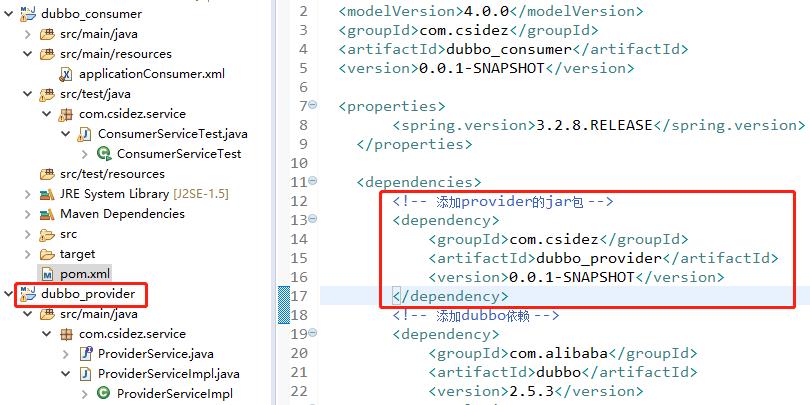 dubbo_consumer
src/main/java
src/main/resources
applicationConsumer.xml
src/test/java
com.csidez.service
ConsumerServiceTest.java
ConsumerServiceTest
src/test/resources
JRE System Library [J2SE-1.5]
Maven Dependencies
src
target
pom.xml
dubbo_provider
src/main/java
com.csidez.service
ProviderService.java
ProviderServiceImpl.java
ProviderServiceImpl
2 <modelVersion>4.0.0</modelVersion>
3 <groupId>com.csidez</groupId>
4 <artifactId>dubbo_consumer</artifactId>
5 <version>0.0.1-SNAPSHOT</version>
6
7 <properties>
8 <spring.version>3.2.8.RELEASE</spring.version>
9 </properties>
10
11 <dependencies>
12 <!-- 添加provider的jar包 -->
13 <dependency>
14 <groupId>com.csidez</groupId>
15 <artifactId>dubbo_provider</artifactId>
16 <version>0.0.1-SNAPSHOT</version>
17 </dependency>
18 <!-- 添加dubbo依赖 -->
19 <dependency>
20 <groupId>com.alibaba</groupId>
21 <artifactId>dubbo</artifactId>
22 <version>2.5.3</version>